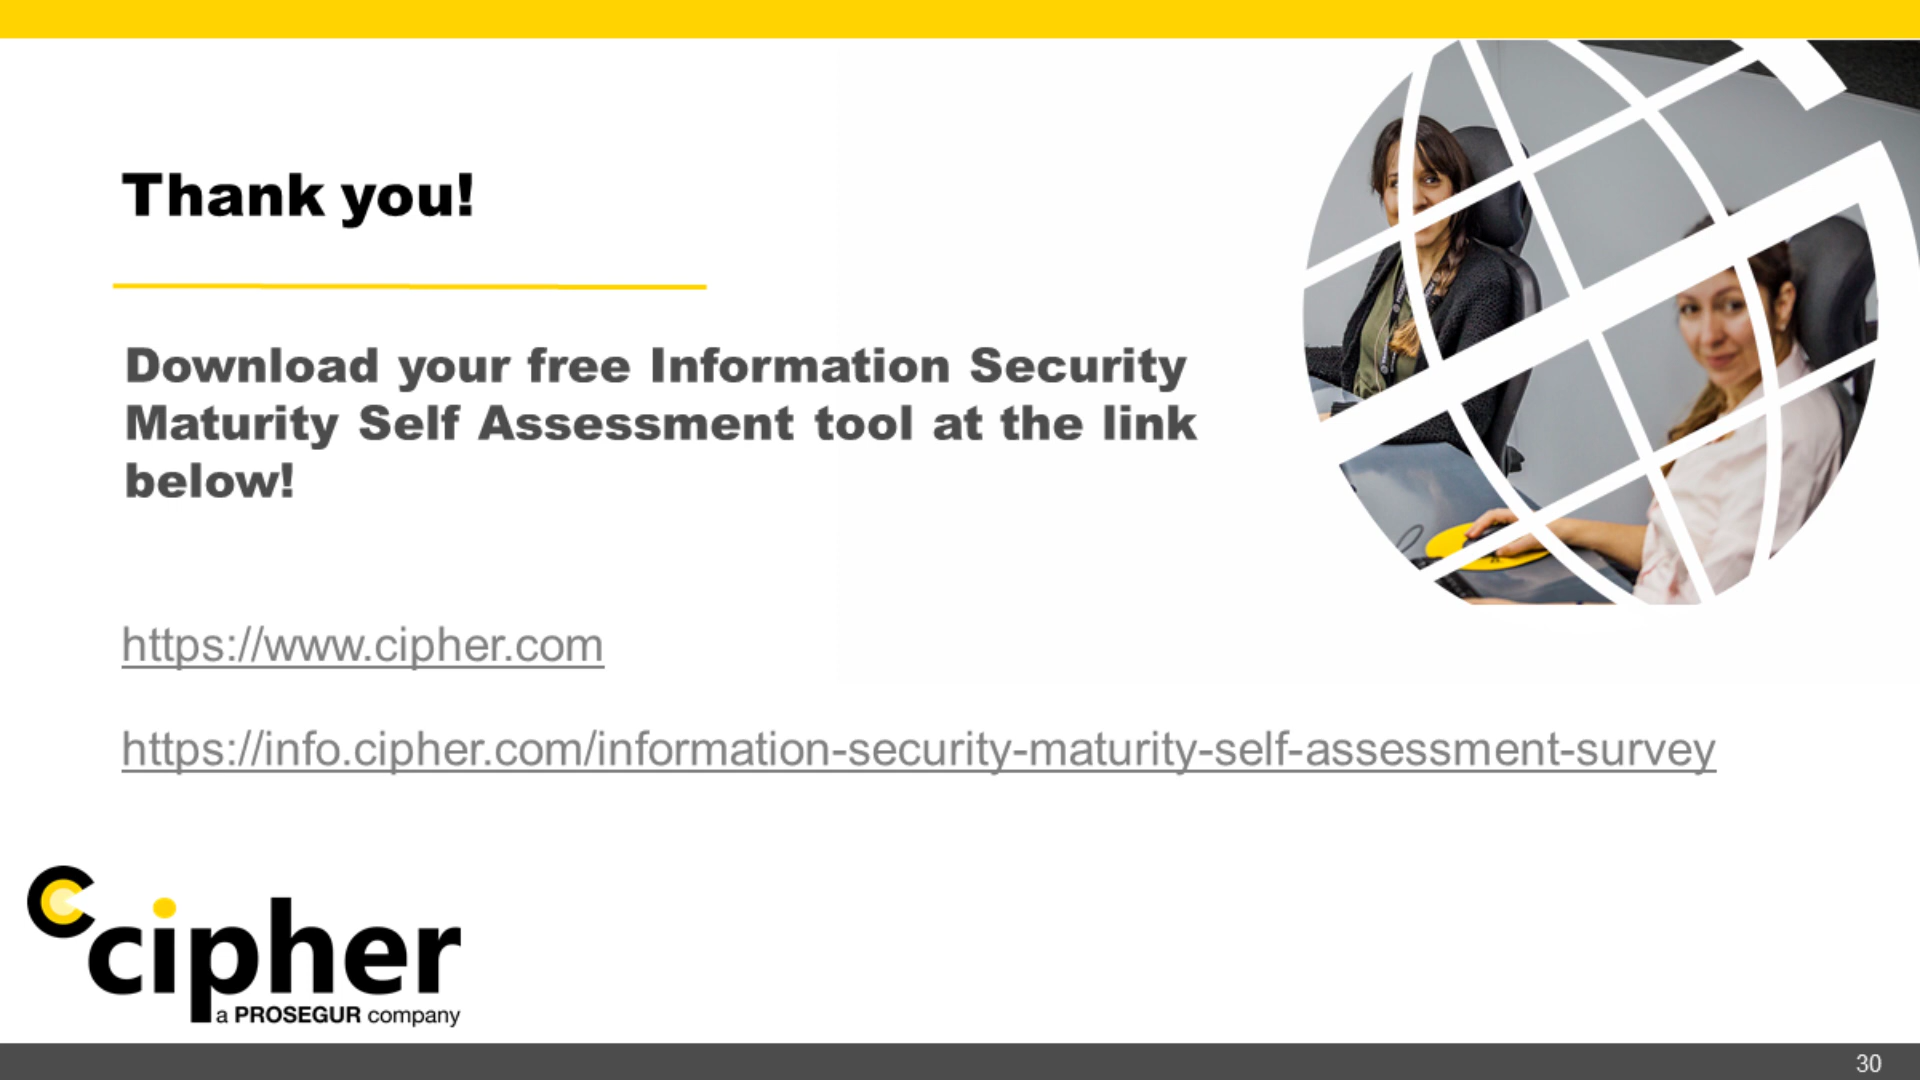 Thank you!
Download your free Information Security
Maturity Self Assessment tool at the link
below!
https://www.cipher.com
https://info.cipher.com/information-security-maturity-self-assessment-survey
cipher
a PROSEGUR company
30